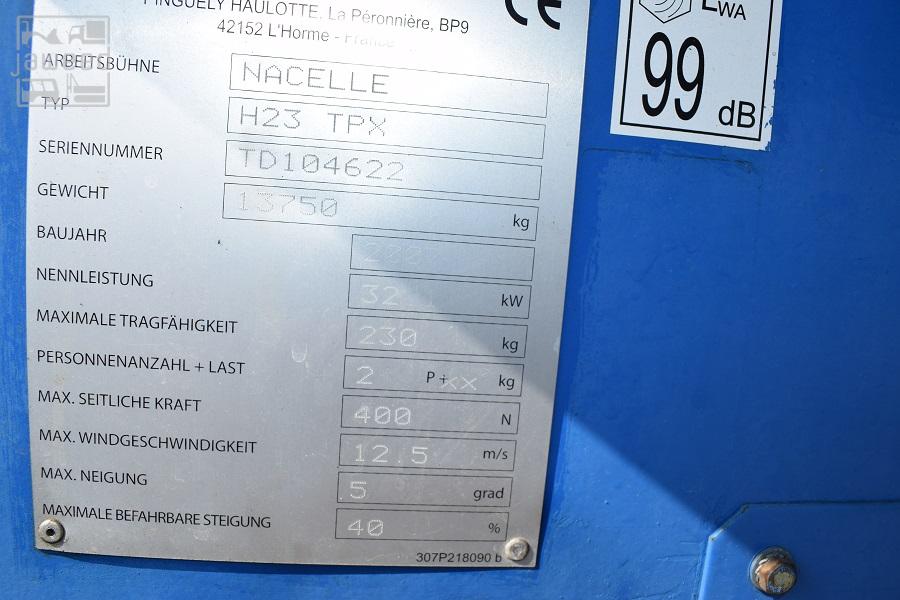 PINGUELY HAULOTTE, La Péronnière, BP9
42152 L'Horme - France
CE
ARBEITSBÜHNE NACELLE
TYP H23 TPX
SERIENNUMMER TD104622
GEWICHT 13750 kg
BAUJAHR
NENNLEISTUNG 32 kW
MAXIMALE TRAGFÄHIGKEIT 230 kg
PERSONNENANZAHL + LAST 2 P + xx kg
MAX. SEITLICHE KRAFT 400 N
MAX. WINDGESCHWINDIGKEIT 12.5 m/s
MAX. NEIGUNG 5 grad
MAXIMALE BEFAHRBARE STEIGUNG 40 %
307P218090 b
LWA
99 dB